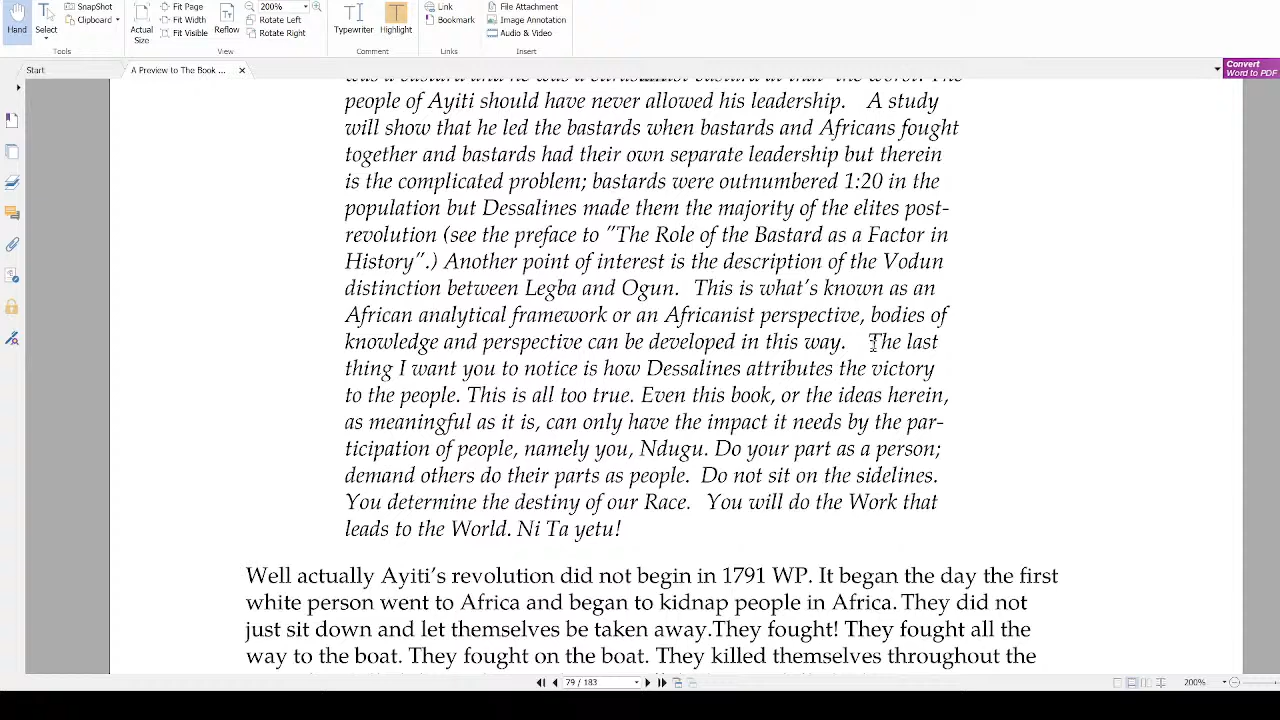 SnapShot
Clipboard
Hand
Select
Tools
Actual
Size
Fit Page
Fit Width
Fit Visible
Reflow
200%
Rotate Left
Rotate Right
View
Typewriter
Highlight
Comment
Link
Bookmark
Links
File Attachment
Image Annotation
Audio & Video
Insert
Start
A Preview to The Book ...
Convert
Word to PDF
people of Ayiti should have never allowed his leadership. A study
will show that he led the bastards when bastards and Africans fought
together and bastards had their own separate leadership but therein
is the complicated problem; bastards were outnumbered 1:20 in the
population but Dessalines made them the majority of the elites post-
revolution (see the preface to "The Role of the Bastard as a Factor in
History".) Another point of interest is the description of the Vodun
distinction between Legba and Ogun. This is what's known as an
African analytical framework or an Africanist perspective, bodies of
knowledge and perspective can be developed in this way. The last
thing I want you to notice is how Dessalines attributes the victory
to the people. This is all too true. Even this book, or the ideas herein,
as meaningful as it is, can only have the impact it needs by the par-
ticipation of people, namely you, Ndugu. Do your part as a person;
demand others do their parts as people. Do not sit on the sidelines.
You determine the destiny of our Race. You will do the Work that
leads to the World. Ni Ta yetu!
Well actually Ayiti's revolution did not begin in 1791 WP. It began the day the first
white person went to Africa and began to kidnap people in Africa. They did not
just sit down and let themselves be taken away.They fought! They fought all the
way to the boat. They fought on the boat. They killed themselves throughout the
79 / 183
200%